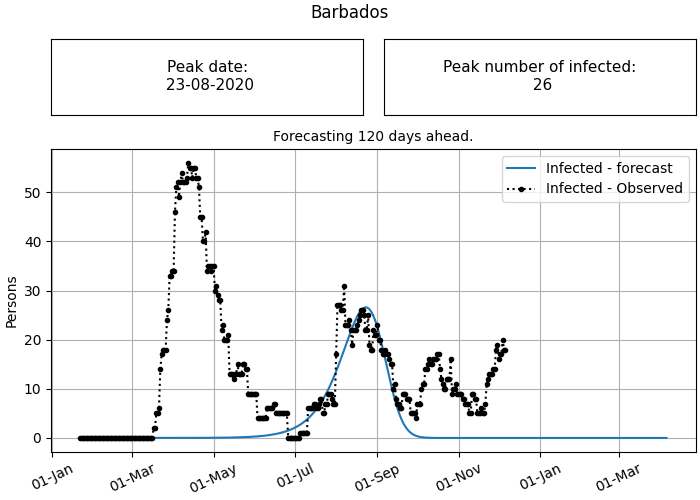 Barbados
Peak date:
23-08-2020
Peak number of infected:
26
Forecasting 120 days ahead.
Infected - forecast
Infected - Observed
Persons
50
40
30
20
10
0
01-Jan
01-Mar
01-May
01-Jul
01-Sep
01-Nov
01-Jan
01-Mar